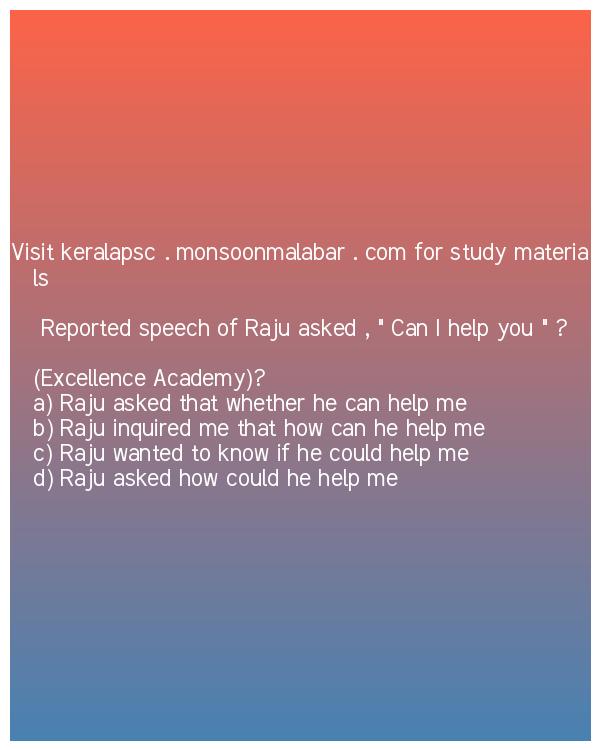 Visit keralapsc . monsoonmalabar . com for study materia
ls
Reported speech of Raju asked , " Can I help you " ?
(Excellence Academy)?
a) Raju asked that whether he can help me
b) Raju inquired me that how can he help me
c) Raju wanted to know if he could help me
d) Raju asked how could he help me